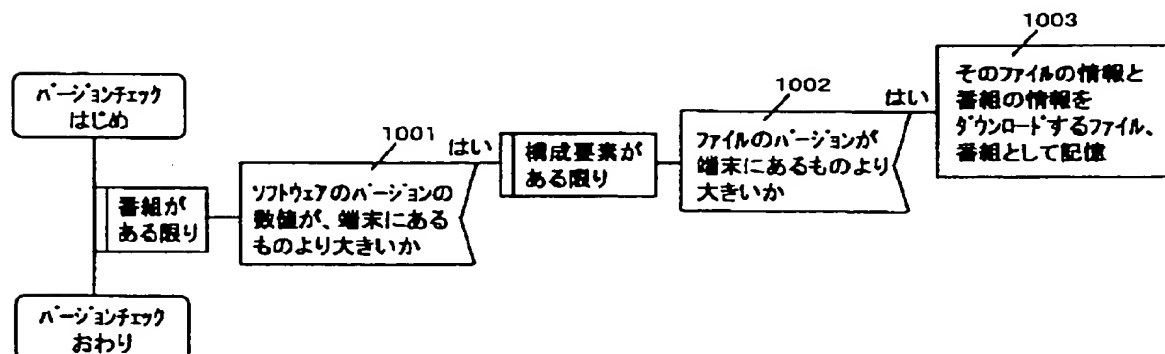 バージョンチェック
はじめ
番組が
ある限り
1001
ソフトウェアのバージョンの
数値が、端末にある
ものより大きいか
はい
構成要素が
ある限り
1002
ファイルのバージョンが
端末にあるものより
大きいか
はい
1003
そのファイルの情報と
番組の情報を
ダウンロードするファイル、
番組として記憶
バージョンチェック
おわり